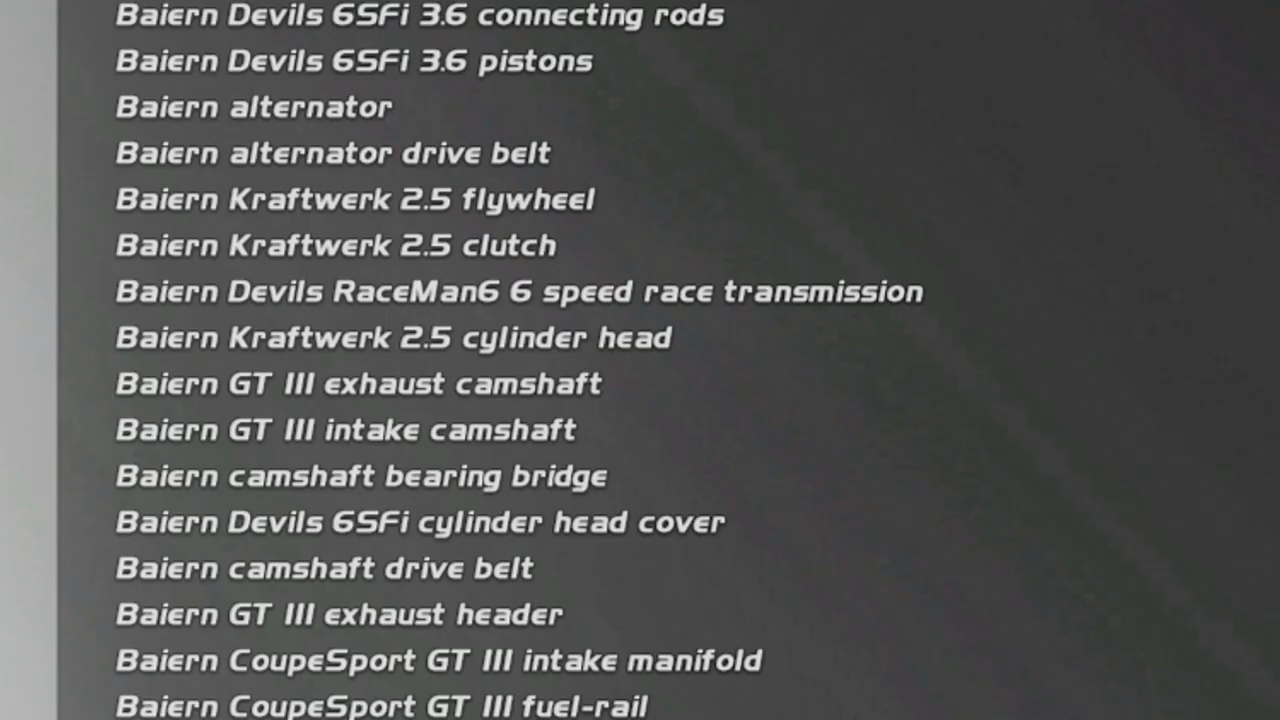 Baiern Devils 6SFi 3.6 connecting rods
Baiern Devils 6SFi 3.6 pistons
Baiern alternator
Baiern alternator drive belt
Baiern Kraftwerk 2.5 flywheel
Baiern Kraftwerk 2.5 clutch
Baiern Devils RaceMan6 6 speed race transmission
Baiern Kraftwerk 2.5 cylinder head
Baiern GT III exhaust camshaft
Baiern GT III intake camshaft
Baiern camshaft bearing bridge
Baiern Devils 6SFi cylinder head cover
Baiern camshaft drive belt
Baiern GT III exhaust header
Baiern CoupeSport GT III intake manifold
Baiern CoupeSport GT III fuel-rail